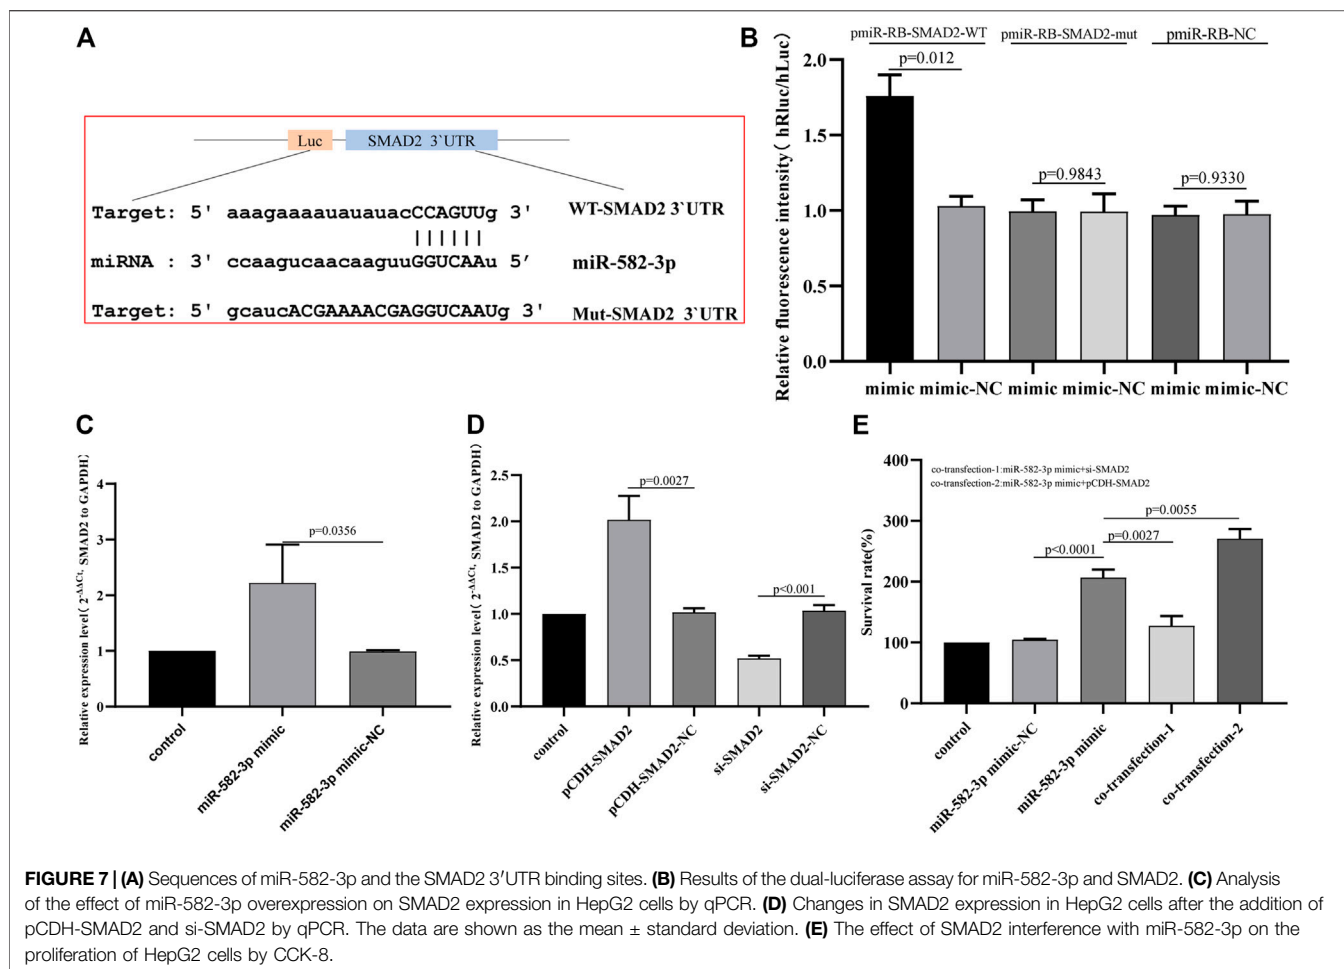 A
Luc
SMAD2 3`UTR
Target: 5' aaagaaaauauauacCCAGUUg 3'
WT-SMAD2 3`UTR
miRNA : 3' ccaagucaacaaguuGGUCAAu 5′
miR-582-3p
Target: 5' gcaucACGAAAACGAGGUCAAUg 3'
Mut-SMAD2 3`UTR
B
pmiR-RB-SMAD2-WT
pmiR-RB-SMAD2-mut
pmiR-RB-NC
Relative fluorescence intensity( hRluc/hLuc)
2.0
1.5
1.0
0.5
0.0
p=0.012
p=0.9843
p=0.9330
mimic mimic-NC mimic mimic-NC mimic mimic-NC
C
Relative expression level( 2-ΔΔCt, SMAD2 to GAPDH)
4
3
2
1
0
p=0.0356
control
miR-582-3p mimic
miR-582-3p mimic-NC
D
Relative expression level( 2-ΔΔCt, SMAD2 to GAPDH)
2.5
2.0
1.5
1.0
0.5
0.0
p=0.0027
p<0.001
control
pCDH-SMAD2
pCDH-SMAD2-NC
si-SMAD2
si-SMAD2-NC
E
co-transfection-1:miR-582-3p mimic+si-SMAD2
co-transfection-2:miR-582-3p mimic+pCDH-SMAD2
Survival rate(%)
400
300
200
100
0
p<0.0001
p=0.0027
p=0.0055
control
miR-582-3p mimic-NC
miR-582-3p mimic
co-transfection-1
co-transfection-2
FIGURE 7 | (A) Sequences of miR-582-3p and the SMAD2 3′UTR binding sites. (B) Results of the dual-luciferase assay for miR-582-3p and SMAD2. (C) Analysis
of the effect of miR-582-3p overexpression on SMAD2 expression in HepG2 cells by qPCR. (D) Changes in SMAD2 expression in HepG2 cells after the addition of
pCDH-SMAD2 and si-SMAD2 by qPCR. The data are shown as the mean ± standard deviation. (E) The effect of SMAD2 interference with miR-582-3p on the
proliferation of HepG2 cells by CCK-8.